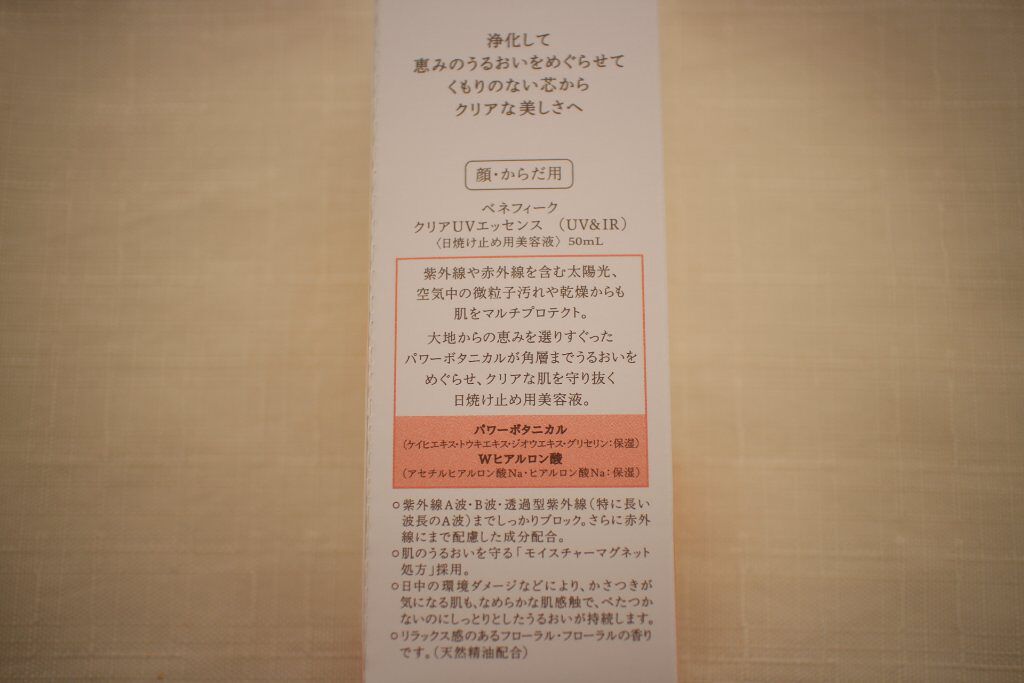 浄化して
恵みのうるおいをめぐらせて
くもりのない芯から
クリアな美しさへ
顔・からだ用
ベネフィーク
クリアUVエッセンス （UV&IR）
〈日焼け止め用美容液〉 50mL
紫外線や赤外線を含む太陽光、
空気中の微粒子汚れや乾燥からも
肌をマルチプロテクト。
大地からの恵みを選りすぐった
パワーボタニカルが角層までうるおいを
めぐらせ、クリアな肌を守り抜く
日焼け止め用美容液。
パワーボタニカル
（ケイヒエキス・トウキエキス・ジオウエキス・グリセリン：保湿）
Wヒアルロン酸
（アセチルヒアルロン酸Na・ヒアルロン酸Na：保湿）
○紫外線A波・B波・透過型紫外線（特に長い
波長のA波）までしっかりブロック。さらに赤外
線にまで配慮した成分配合。
○肌のうるおいを守る「モイスチャーマグネット
処方」採用。
○日中の環境ダメージなどにより、かさつきが
気になる肌も、なめらかな肌感触で、べたつか
ないのにしっとりとしたうるおいが持続します。
○リラックス感のあるフローラル・フローラルの香り
です。（天然精油配合）